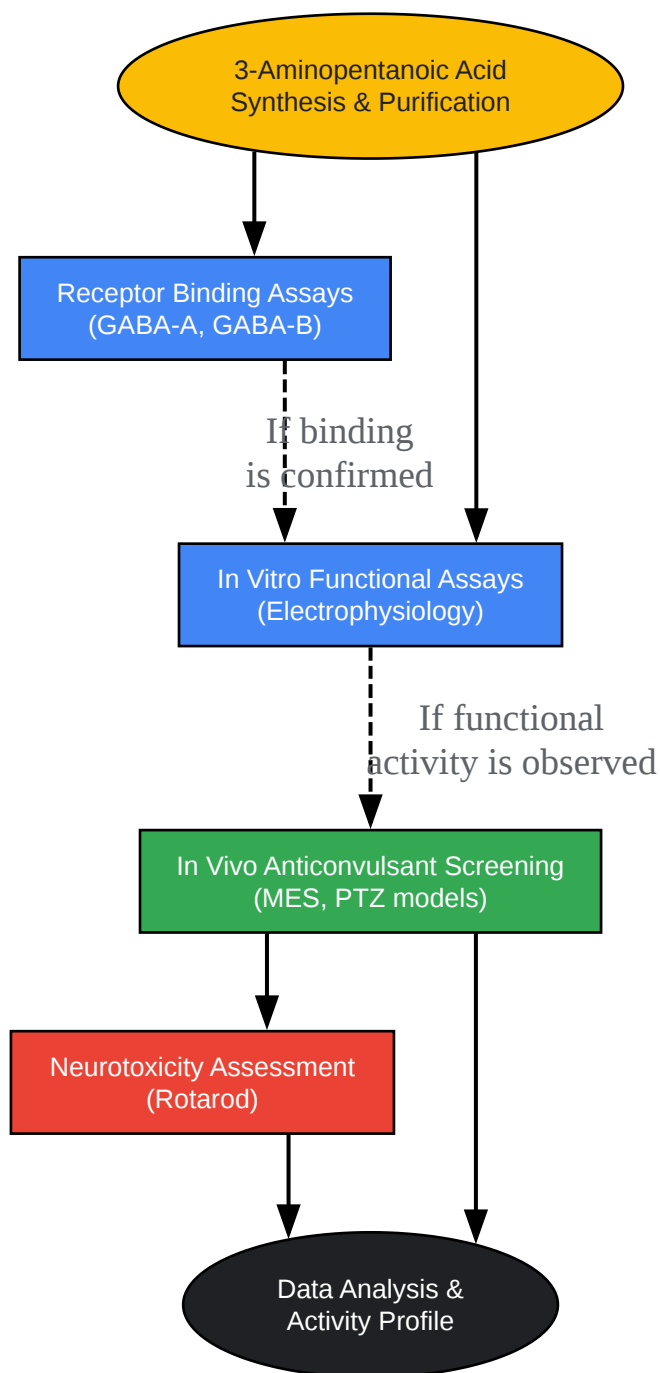 3-Aminopentanoic Acid
Synthesis & Purification
Receptor Binding Assays
(GABA-A, GABA-B)
If binding
is confirmed
In Vitro Functional Assays
(Electrophysiology)
If functional
activity is observed
In Vivo Anticonvulsant Screening
(MES, PTZ models)
Neurotoxicity Assessment
(Rotarod)
Data Analysis &
Activity Profile